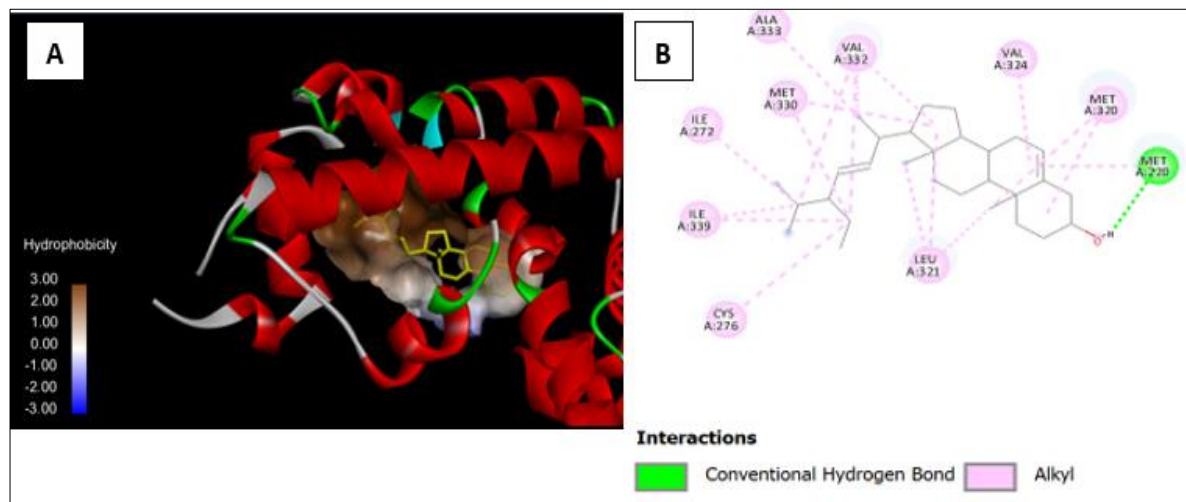 A
Hydrophobicity
3.00
2.00
1.00
0.00
-1.00
-2.00
-3.00
B
ALA
A:333
VAL
A:332
VAL
A:324
MET
A:330
MET
A:320
ILE
A:272
MET
A:220
ILE
A:339
LEU
A:321
H
O
CYS
A:276
Interactions
Conventional Hydrogen Bond
Alkyl